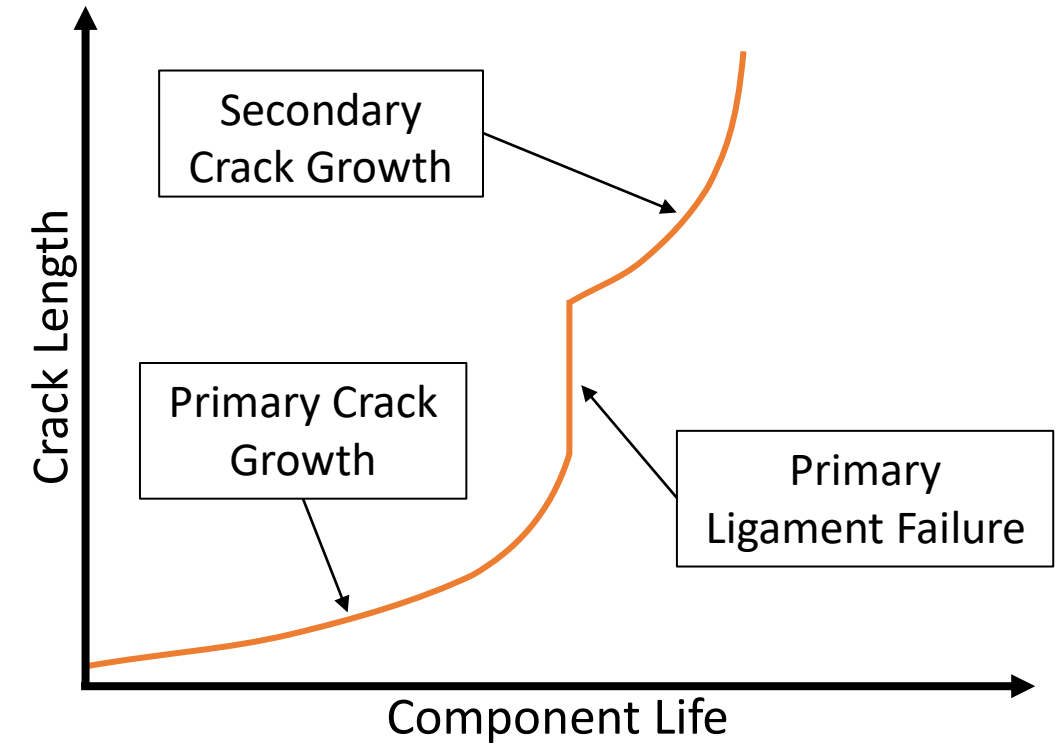 Secondary
Crack Growth
Crack Length
Primary Crack
Growth
Primary
Ligament Failure
Component Life